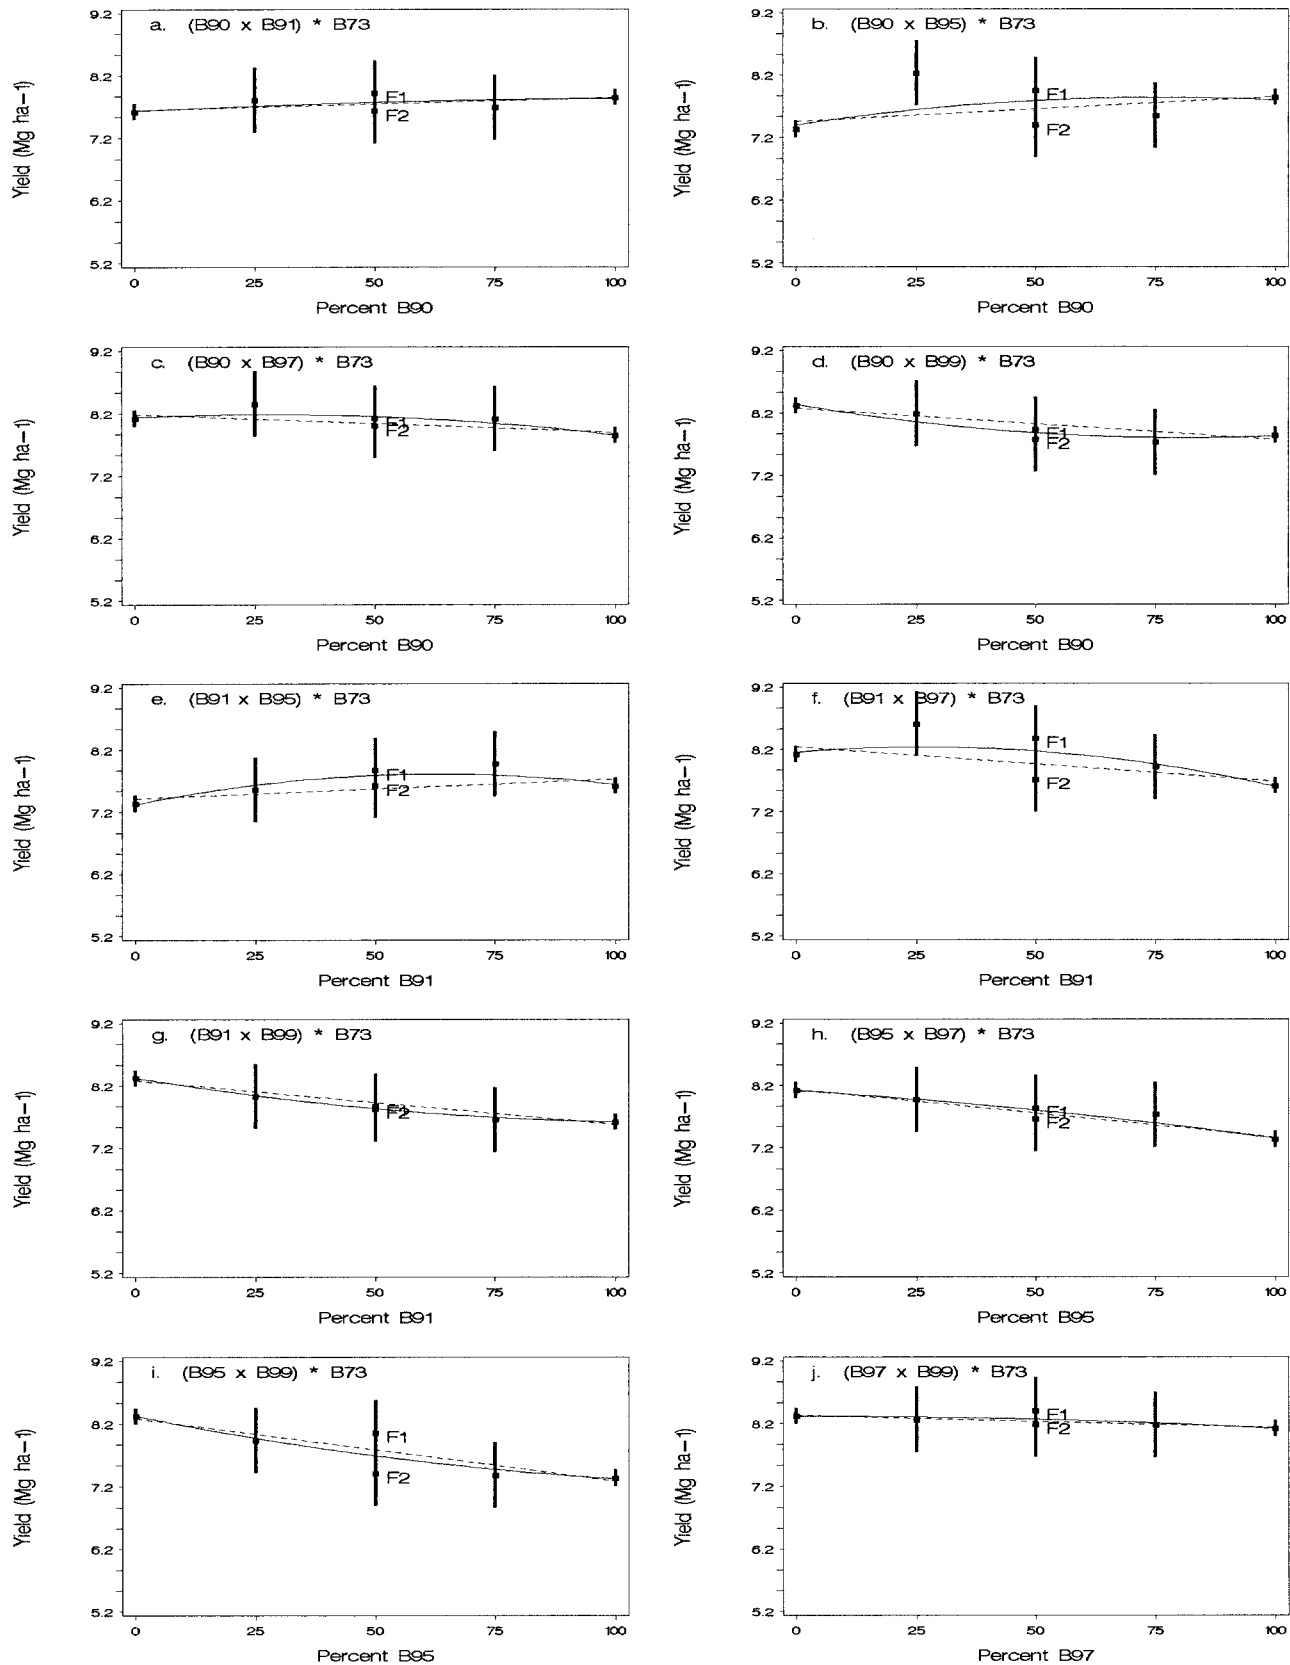 a. (B90 x B91) * B73
Yield (Mg ha-1)
9.2
8.2
7.2
6.2
5.2
F1
F2
0 25 50 75 100
Percent B90
b. (B90 x B95) * B73
Yield (Mg ha-1)
9.2
8.2
7.2
6.2
5.2
F1
F2
0 25 50 75 100
Percent B90
c. (B90 x B97) * B73
Yield (Mg ha-1)
9.2
8.2
7.2
6.2
5.2
F1
F2
0 25 50 75 100
Percent B90
d. (B90 x B99) * B73
Yield (Mg ha-1)
9.2
8.2
7.2
6.2
5.2
F1
F2
0 25 50 75 100
Percent B90
e. (B91 x B95) * B73
Yield (Mg ha-1)
9.2
8.2
7.2
6.2
5.2
F1
F2
0 25 50 75 100
Percent B91
f. (B91 x B97) * B73
Yield (Mg ha-1)
9.2
8.2
7.2
6.2
5.2
F1
F2
0 25 50 75 100
Percent B91
g. (B91 x B99) * B73
Yield (Mg ha-1)
9.2
8.2
7.2
6.2
5.2
F2
0 25 50 75 100
Percent B91
h. (B95 x B97) * B73
Yield (Mg ha-1)
9.2
8.2
7.2
6.2
5.2
F1
F2
0 25 50 75 100
Percent B95
i. (B95 x B99) * B73
Yield (Mg ha-1)
9.2
8.2
7.2
6.2
5.2
F1
F2
0 25 50 75 100
Percent B95
j. (B97 x B99) * B73
Yield (Mg ha-1)
9.2
8.2
7.2
6.2
5.2
F1
F2
0 25 50 75 100
Percent B97